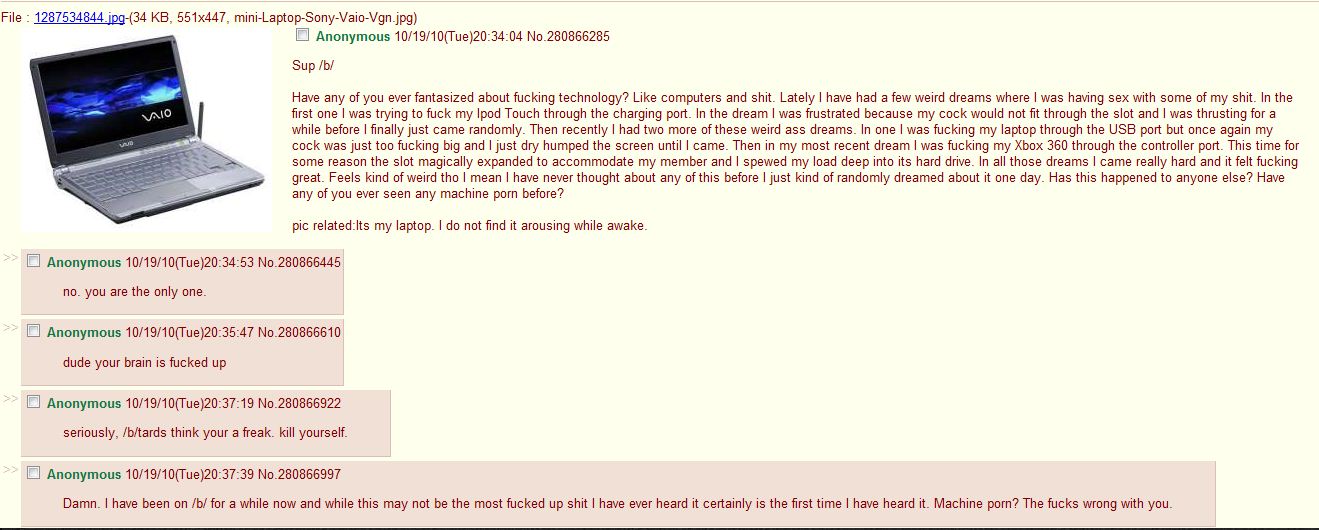 File : 1287534844.jpg-(34 KB, 551x447, mini-Laptop-Sony-Vaio-Vgn.jpg)
VAIO
VAIO
Anonymous 10/19/10(Tue)20:34:04 No.280866285
Sup /b/
Have any of you ever fantasized about fucking technology? Like computers and shit. Lately I have had a few weird dreams where I was having sex with some of my shit. In the
first one I was trying to fuck my Ipod Touch through the charging port. In the dream I was frustrated because my cock would not fit through the slot and I was thrusting for a
while before I finally just came randomly. Then recently I had two more of these weird ass dreams. In one I was fucking my laptop through the USB port but once again my
cock was just too fucking big and I just dry humped the screen until I came. Then in my most recent dream I was fucking my Xbox 360 through the controller port. This time for
some reason the slot magically expanded to accommodate my member and I spewed my load deep into its hard drive. In all those dreams I came really hard and it felt fucking
great. Feels kind of weird tho I mean I have never thought about any of this before I just kind of randomly dreamed about it one day. Has this happened to anyone else? Have
any of you ever seen any machine porn before?
pic related:Its my laptop. I do not find it arousing while awake.
>> Anonymous 10/19/10(Tue)20:34:53 No.280866445
no. you are the only one.
>> Anonymous 10/19/10(Tue)20:35:47 No.280866610
dude your brain is fucked up
>> Anonymous 10/19/10(Tue)20:37:19 No.280866922
seriously, /b/tards think your a freak. kill yourself.
>> Anonymous 10/19/10(Tue)20:37:39 No.280866997
Damn. I have been on /b/ for a while now and while this may not be the most fucked up shit I have ever heard it certainly is the first time I have heard it. Machine porn? The fucks wrong with you.